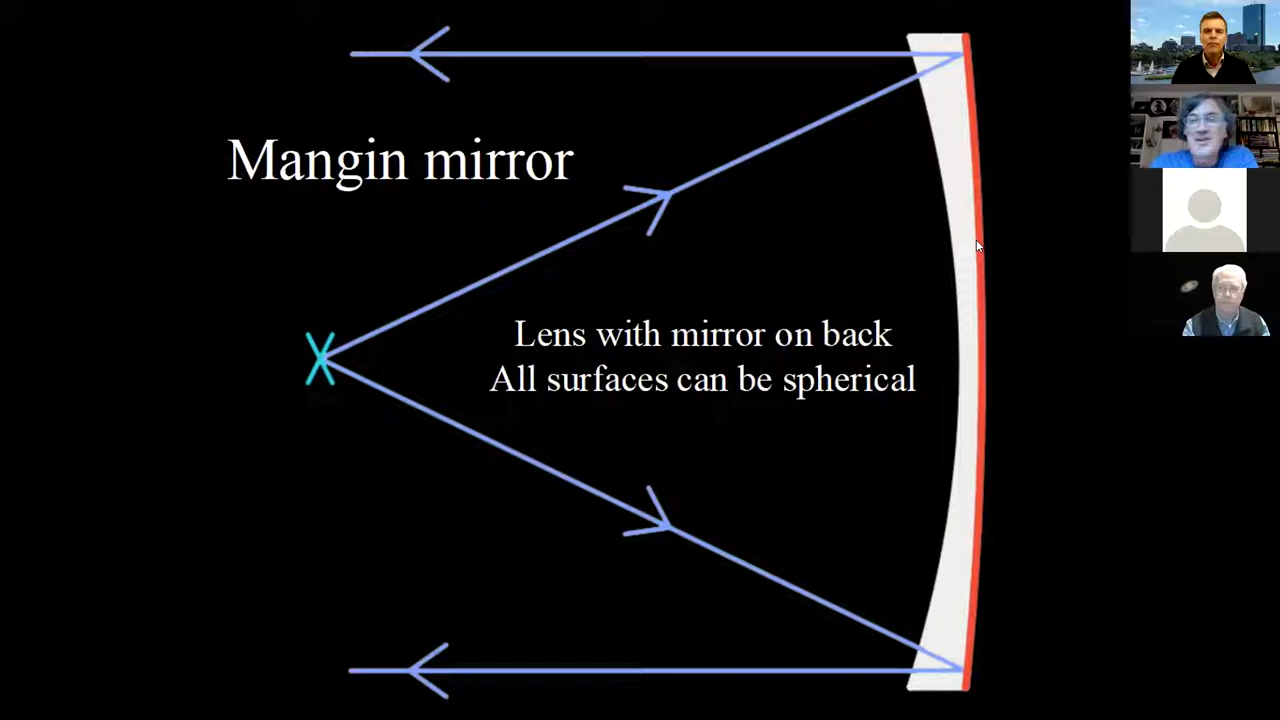 Mangin mirror
Lens with mirror on back
All surfaces can be spherical